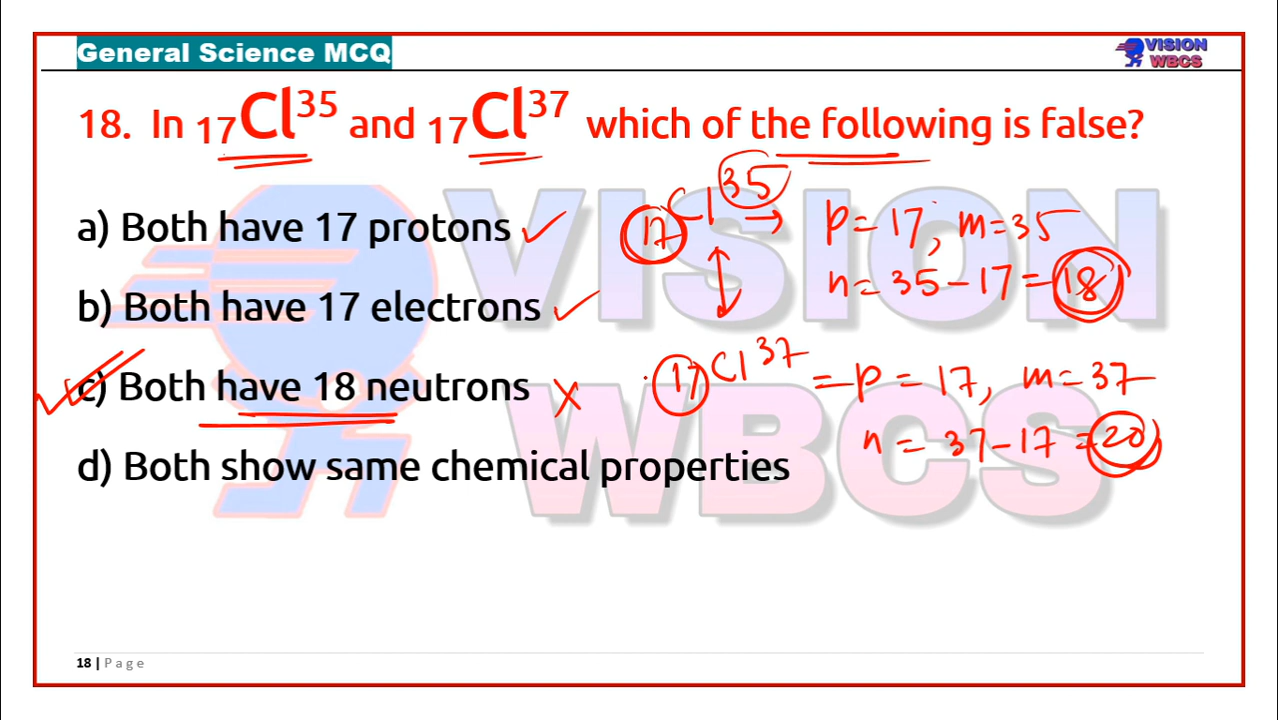 General Science MCQ
VISION
WBCS
18. In ₁₇Cl³⁵ and ₁₇Cl³⁷ which of the following is false?
a) Both have 17 protons ✓
₁₇Cl³⁵ → p = 17, m = 35
n = 35 - 17 = 18
b) Both have 17 electrons ✓
c) Both have 18 neutrons ×
₁₇Cl³⁷ = p = 17, m = 37
n = 37 - 17 = 20
d) Both show same chemical properties
VISION
WBCS
18 | Page